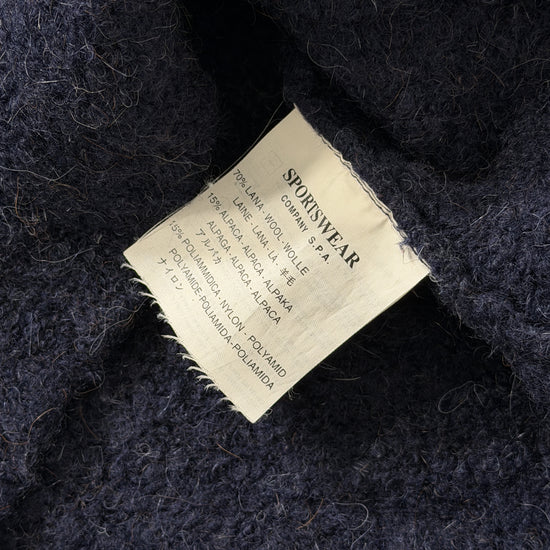 SPORTSWEAR
COMPANY S.P.A.
70% LANA - WOOL - WOLLE
LAINE - LANA - LÃ. 羊毛
15% ALPACA - ALPACA - ALPAKA
ALPAGA - ALPACA - ALPACA
アルパカ
15% POLIAMMIDICA - NYLON - POLYAMID
POLYAMIDE-POLIAMIDA-POLIAMIDA
ナイロン